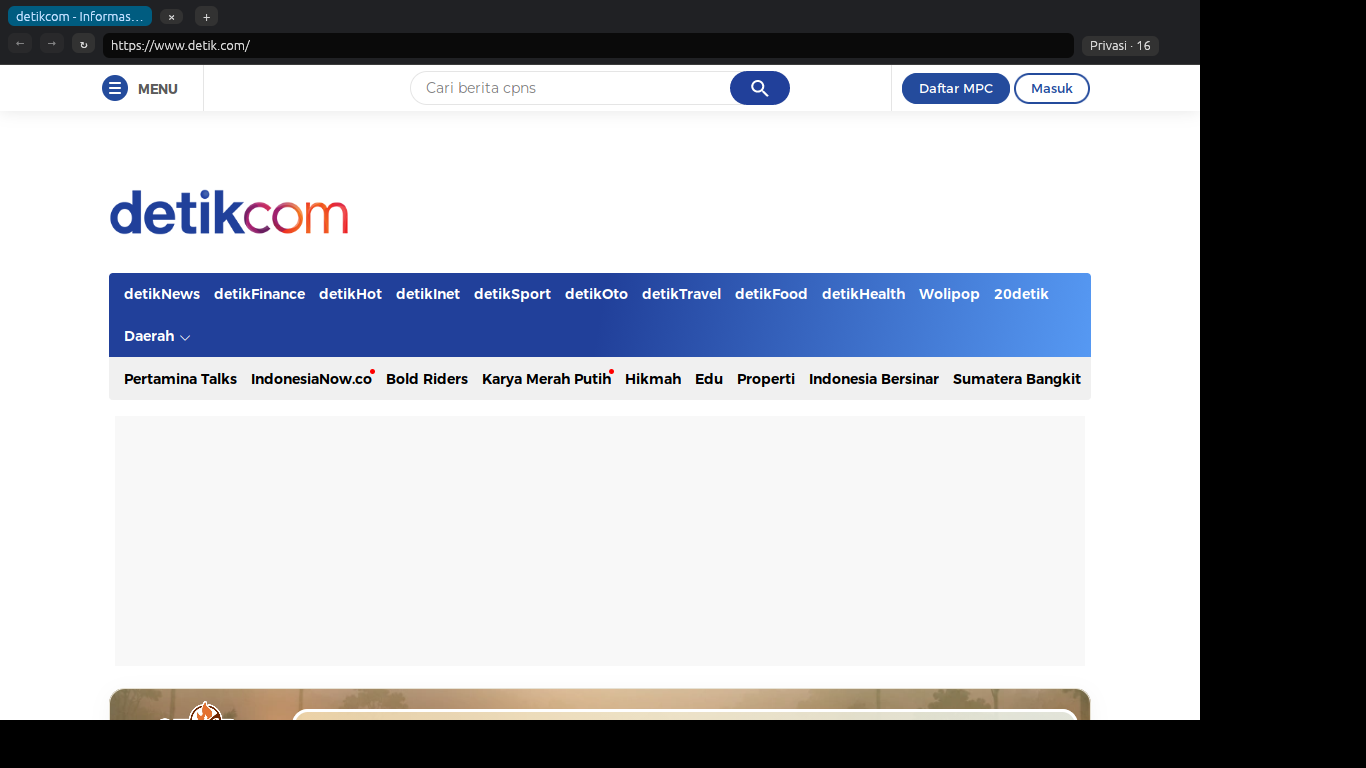 detikcom - Informas... × +
← → ↻ https://www.detik.com/ Privasi · 16
MENU Cari berita cpns Daftar MPC Masuk
detikcom
detikNews detikFinance detikHot detikInet detikSport detikOto detikTravel detikFood detikHealth Wolipop 20detik
Daerah
Pertamina Talks IndonesiaNow.co Bold Riders Karya Merah Putih Hikmah Edu Properti Indonesia Bersinar Sumatera Bangkit